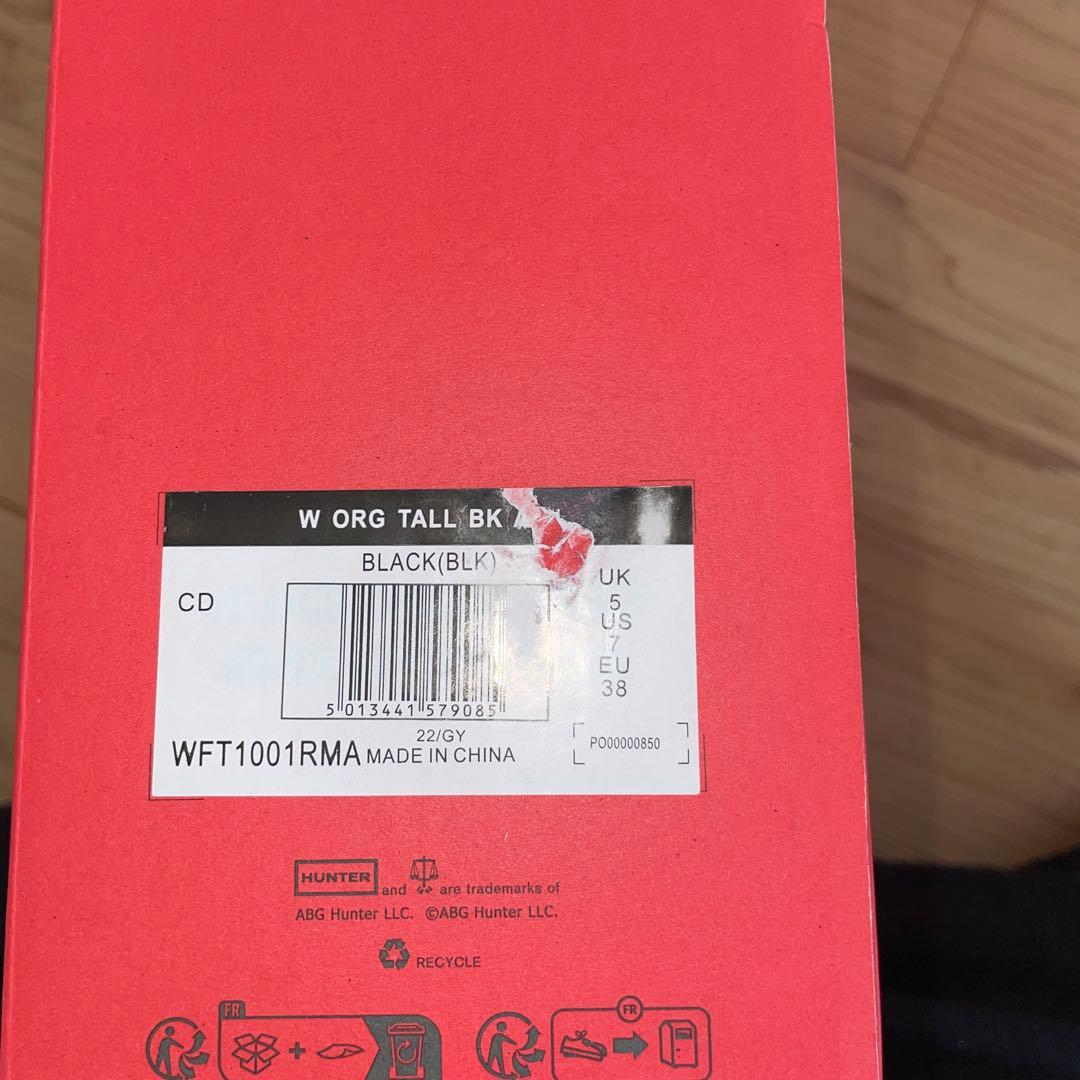 W ORG TALL BK
BLACK(BLK)
CD
UK
5
US
7
EU
38
5 013441 579085
22/GY
WFT1001RMA MADE IN CHINA
PO00000850
HUNTER and are trademarks of
ABG Hunter LLC. ©ABG Hunter LLC.
RECYCLE
FR
FR